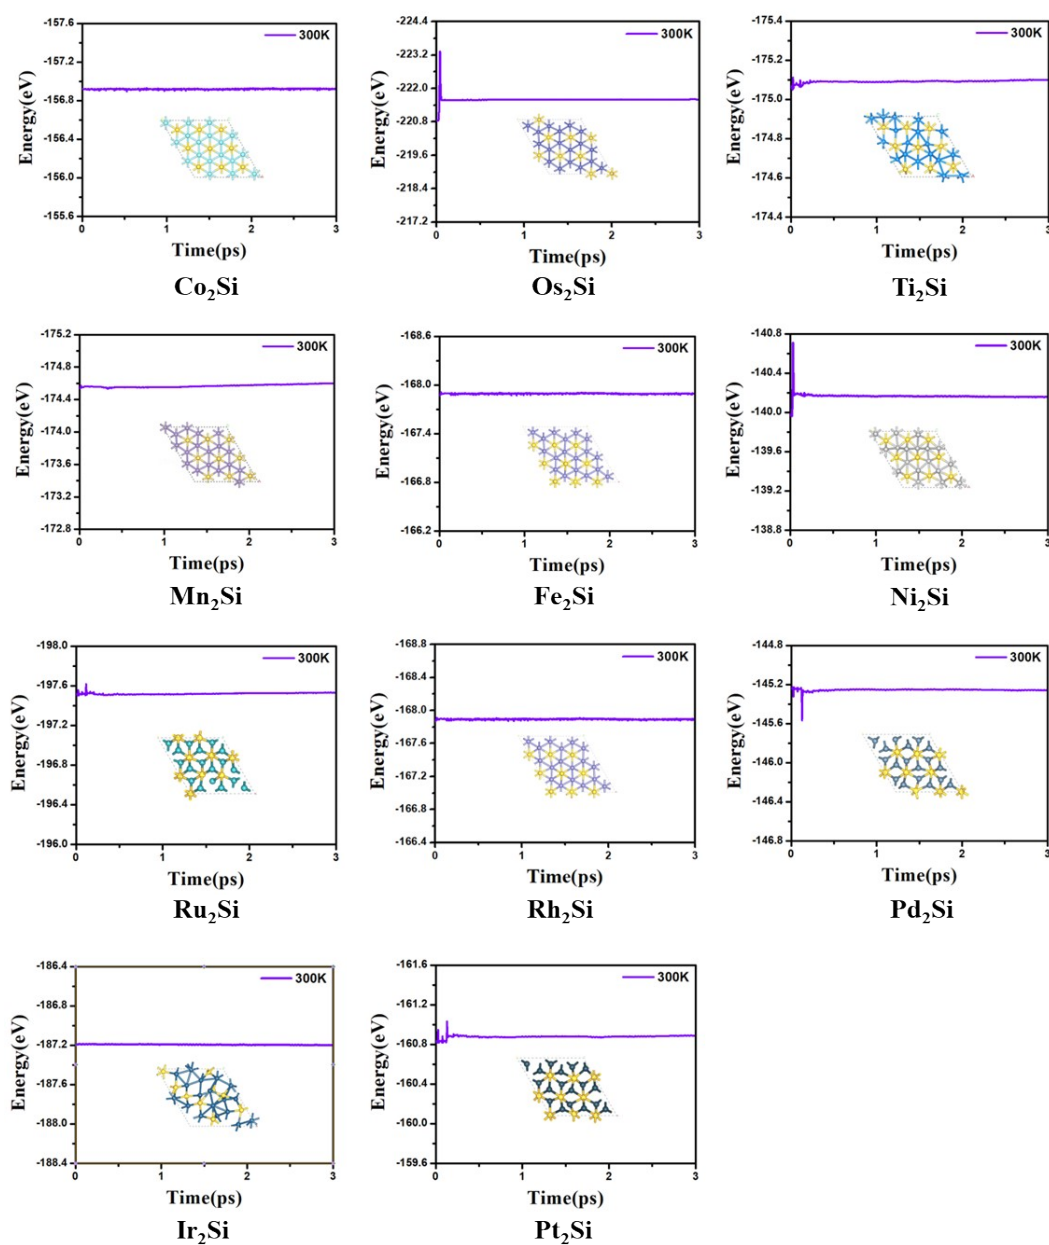 -157.6
-157.2
-156.8
-156.4
-156.0
-155.6
Energy(eV)
300K
0 1 2 3
Time(ps)
Co₂Si
-224.4
-223.2
-222.0
-220.8
-219.6
-218.4
-217.2
Energy(eV)
300K
0 1 2 3
Time(ps)
Os₂Si
-175.4
-175.2
-175.0
-174.8
-174.6
-174.4
Energy(eV)
300K
0 1 2 3
Time(ps)
Ti₂Si
-175.2
-174.8
-174.4
-174.0
-173.6
-173.2
-172.8
Energy(eV)
300K
0 1 2 3
Time(ps)
Mn₂Si
-168.6
-168.0
-167.4
-166.8
-166.2
Energy(eV)
300K
0 1 2 3
Time(ps)
Fe₂Si
-140.8
-140.4
-140.0
-139.6
-139.2
-138.8
Energy(eV)
300K
0 1 2 3
Time(ps)
Ni₂Si
-198.0
-197.6
-197.2
-196.8
-196.4
-196.0
Energy(eV)
300K
0 1 2 3
Time(ps)
Ru₂Si
-168.8
-168.4
-168.0
-167.6
-167.2
-166.8
-166.4
Energy(eV)
300K
0 1 2 3
Time(ps)
Rh₂Si
-144.8
-145.2
-145.6
-146.0
-146.4
-146.8
Energy(eV)
300K
0 1 2 3
Time(ps)
Pd₂Si
-186.4
-186.8
-187.2
-187.6
-188.0
-188.4
Energy(eV)
300K
0 1 2 3
Time(ps)
Ir₂Si
-161.6
-161.2
-160.8
-160.4
-160.0
-159.6
Energy(eV)
300K
0 1 2 3
Time(ps)
Pt₂Si